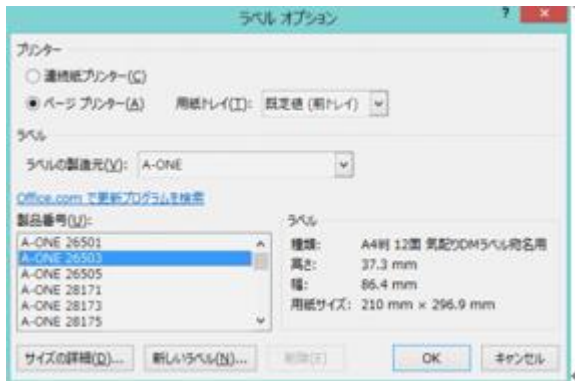 ラベル オプション
?
プリンター
連続紙プリンター(C)
ページ プリンター(A) 用紙トレイ(T): 既定値 (前トレイ)
ラベル
ラベルの製造元(V): A-ONE
Office.com で更新プログラムを検索
製品番号(U):
A-ONE 26501
A-ONE 26503
A-ONE 26505
A-ONE 28171
A-ONE 28173
A-ONE 28175
ラベル
種類: A4判 12面 気配りDMラベル宛名用
高さ: 37.3 mm
幅: 86.4 mm
用紙サイズ: 210 mm × 296.9 mm
サイズの詳細(D)... 新しいラベル(N)... 削除(E) OK キャンセル